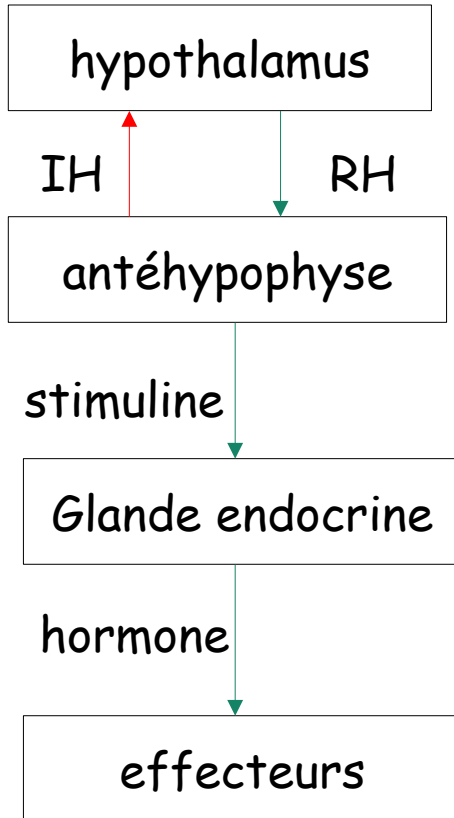 hypothalamus
IH RH
antéhypophyse
stimuline
Glande endocrine
hormone
effecteurs